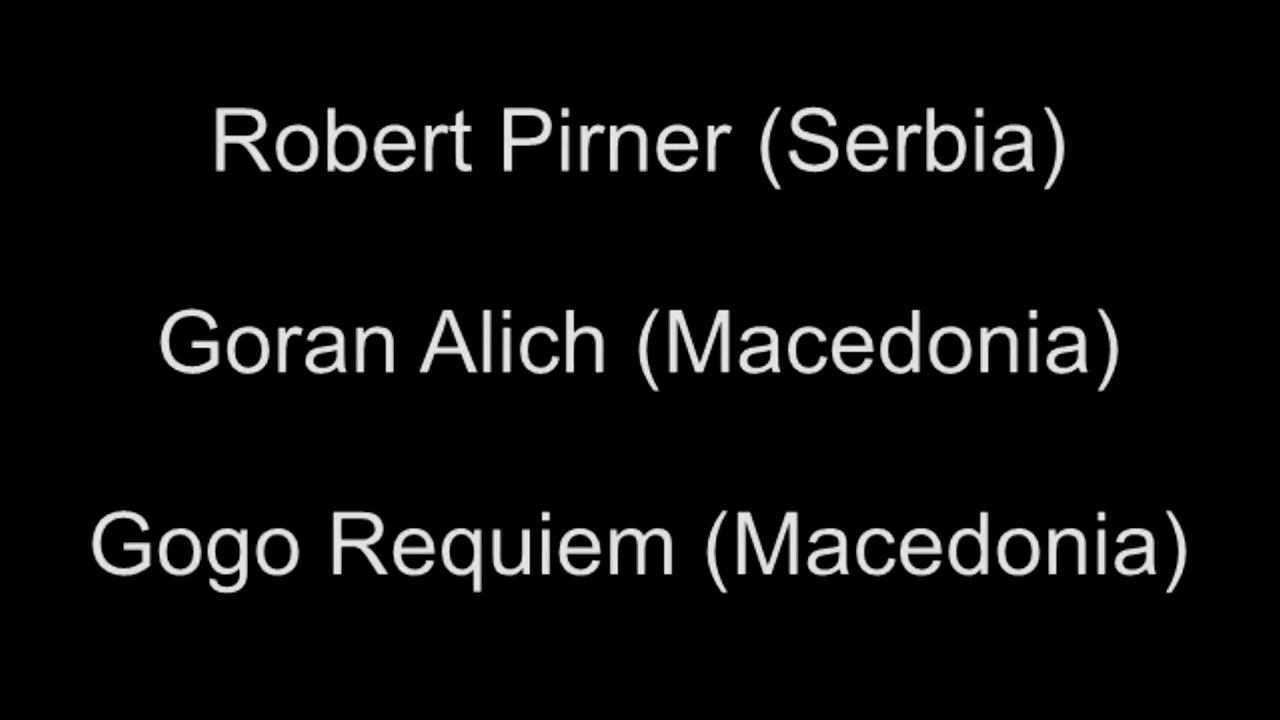 Robert Pirner (Serbia)
Goran Alich (Macedonia)
Gogo Requiem (Macedonia)